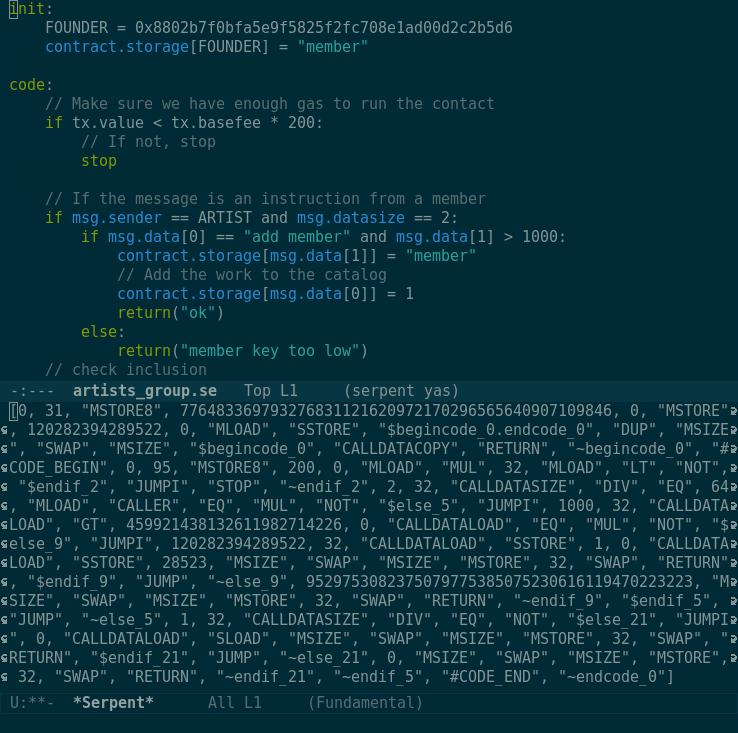 init:
    FOUNDER = 0x8802b7f0bfa5e9f5825f2fc708e1ad00d2c2b5d6
    contract.storage[FOUNDER] = "member"

code:
    // Make sure we have enough gas to run the contact
    if tx.value < tx.basefee * 200:
        // If not, stop
        stop

    // If the message is an instruction from a member
    if msg.sender == ARTIST and msg.datasize == 2:
        if msg.data[0] == "add member" and msg.data[1] > 1000:
            contract.storage[msg.data[1]] = "member"
            // Add the work to the catalog
            contract.storage[msg.data[0]] = 1
            return("ok")
        else:
            return("member key too low")
    // check inclusion
-:---  artists_group.se   Top L1     (serpent yas)
[0, 31, "MSTORE8", 77648336979327683112162097217029656564090710984​6, 0, "MSTORE"
, 120282394289522, 0, "MLOAD", "SSTORE", "$begincode_0.endcode_0", "DUP", "MSIZE
", "SWAP", "MSIZE", "$begincode_0", "CALLDATACOPY", "RETURN", "~begincode_0", "#
CODE_BEGIN", 0, 95, "MSTORE8", 200, 0, "MLOAD", "MUL", 32, "MLOAD", "LT", "NOT",
 "$endif_2", "JUMPI", "STOP", "~endif_2", 2, 32, "CALLDATASIZE", "DIV", "EQ", 64
, "MLOAD", "CALLER", "EQ", "MUL", "NOT", "$else_5", "JUMPI", 1000, 32, "CALLDATA
LOAD", "GT", 459921438132611982714226, 0, "CALLDATALOAD", "EQ", "MUL", "NOT", "$
else_9", "JUMPI", 120282394289522, 32, "CALLDATALOAD", "SSTORE", 1, 0, "CALLDATA
LOAD", "SSTORE", 28523, "MSIZE", "SWAP", "MSIZE", "MSTORE", 32, "SWAP", "RETURN"
, "$endif_9", "JUMP", "~else_9", 9529753082375079775385075230616119470223223, "M
SIZE", "SWAP", "MSIZE", "MSTORE", 32, "SWAP", "RETURN", "~endif_9", "$endif_5",
"JUMP", "~else_5", 1, 32, "CALLDATASIZE", "DIV", "EQ", "NOT", "$else_21", "JUMPI
", 0, "CALLDATALOAD", "SLOAD", "MSIZE", "SWAP", "MSIZE", "MSTORE", 32, "SWAP", "
RETURN", "$endif_21", "JUMP", "~else_21", 0, "MSIZE", "SWAP", "MSIZE", "MSTORE",
 32, "SWAP", "RETURN", "~endif_21", "~endif_5", "#CODE_END", "~endcode_0"]
U:**-  *Serpent*      All L1     (Fundamental)